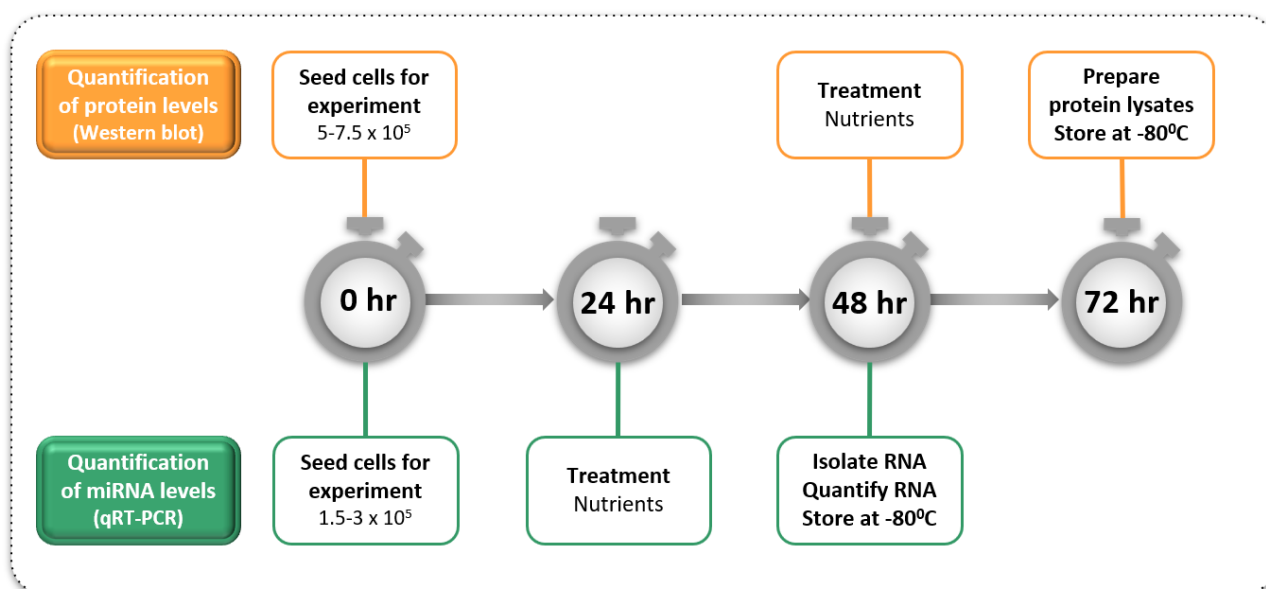 Quantification
of protein levels
(Western blot)
Seed cells for
experiment
5-7.5 x 10⁵
Treatment
Nutrients
Prepare
protein lysates
Store at -80⁰C
0 hr
24 hr
48 hr
72 hr
Quantification
of miRNA levels
(qRT-PCR)
Seed cells for
experiment
1.5-3 x 10⁵
Treatment
Nutrients
Isolate RNA
Quantify RNA
Store at -80⁰C